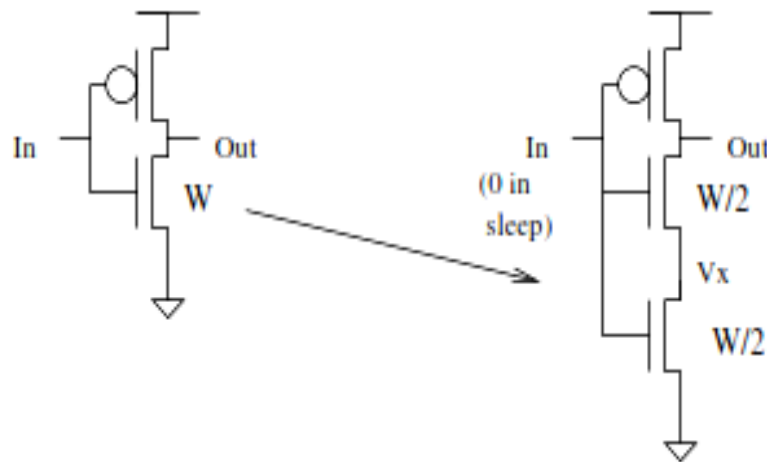 In
Out
W
In
(0 in
sleep)
Out
W/2
Vx
W/2